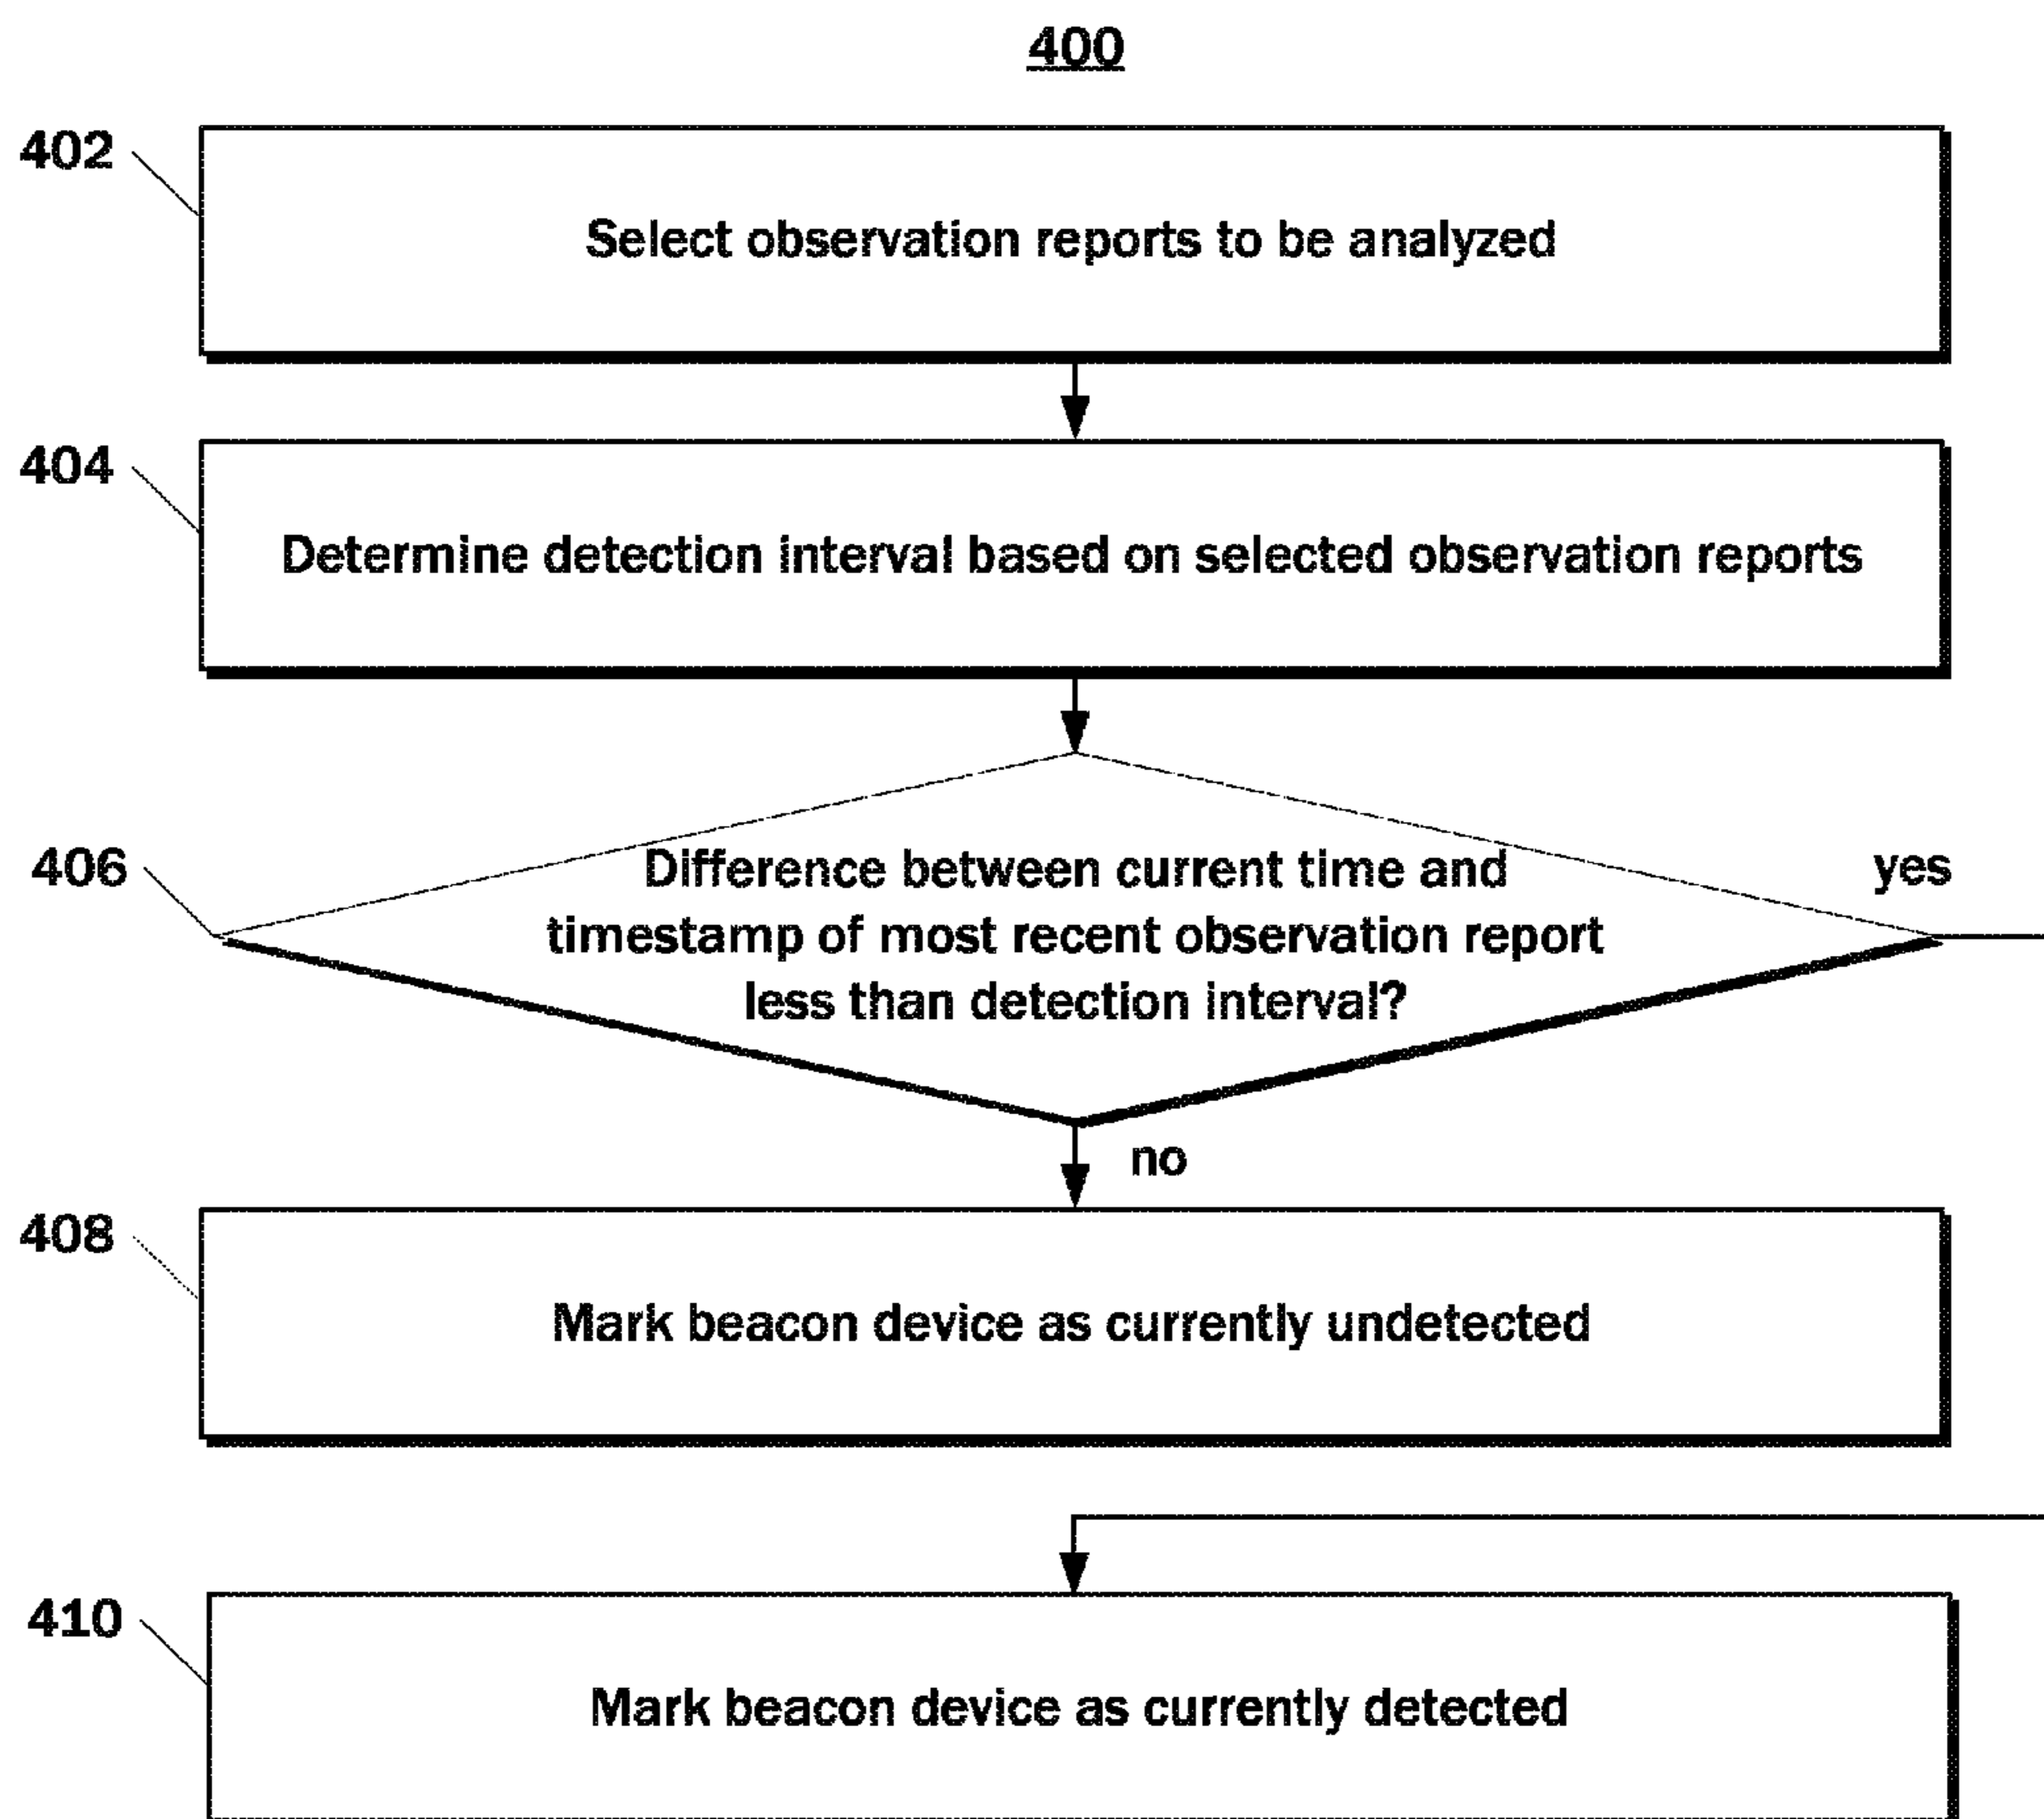 400
402
Select observation reports to be analyzed
404
Determine detection interval based on selected observation reports
406
Difference between current time and
timestamp of most recent observation report
less than detection interval?
yes
no
408
Mark beacon device as currently undetected
410
Mark beacon device as currently detected